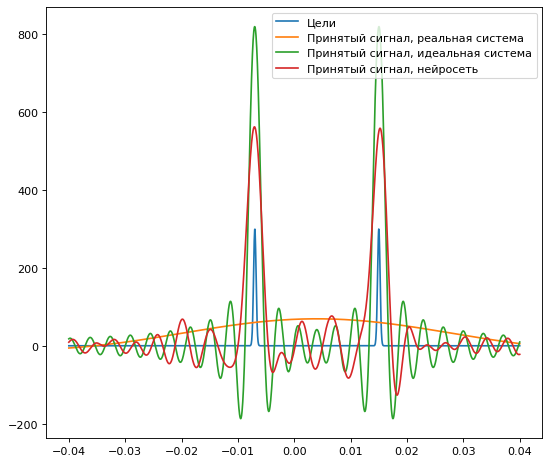 Цели
Принятый сигнал, реальная система
Принятый сигнал, идеальная система
Принятый сигнал, нейросеть
800
600
400
200
0
−200
−0.04 −0.03 −0.02 −0.01 0.00 0.01 0.02 0.03 0.04